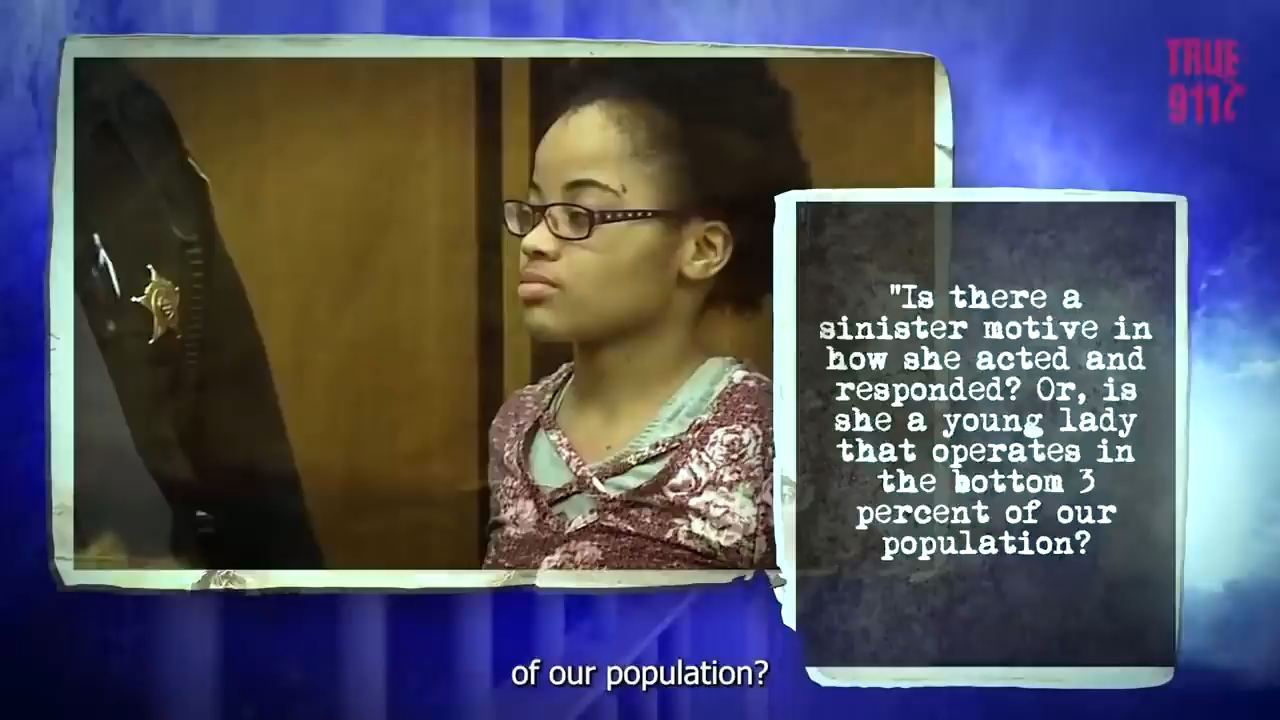 TRUE
911
"Is there a
sinister motive in
how she acted and
responded? Or, is
she a young lady
that operates in
the bottom 3
percent of our
population?
of our population?